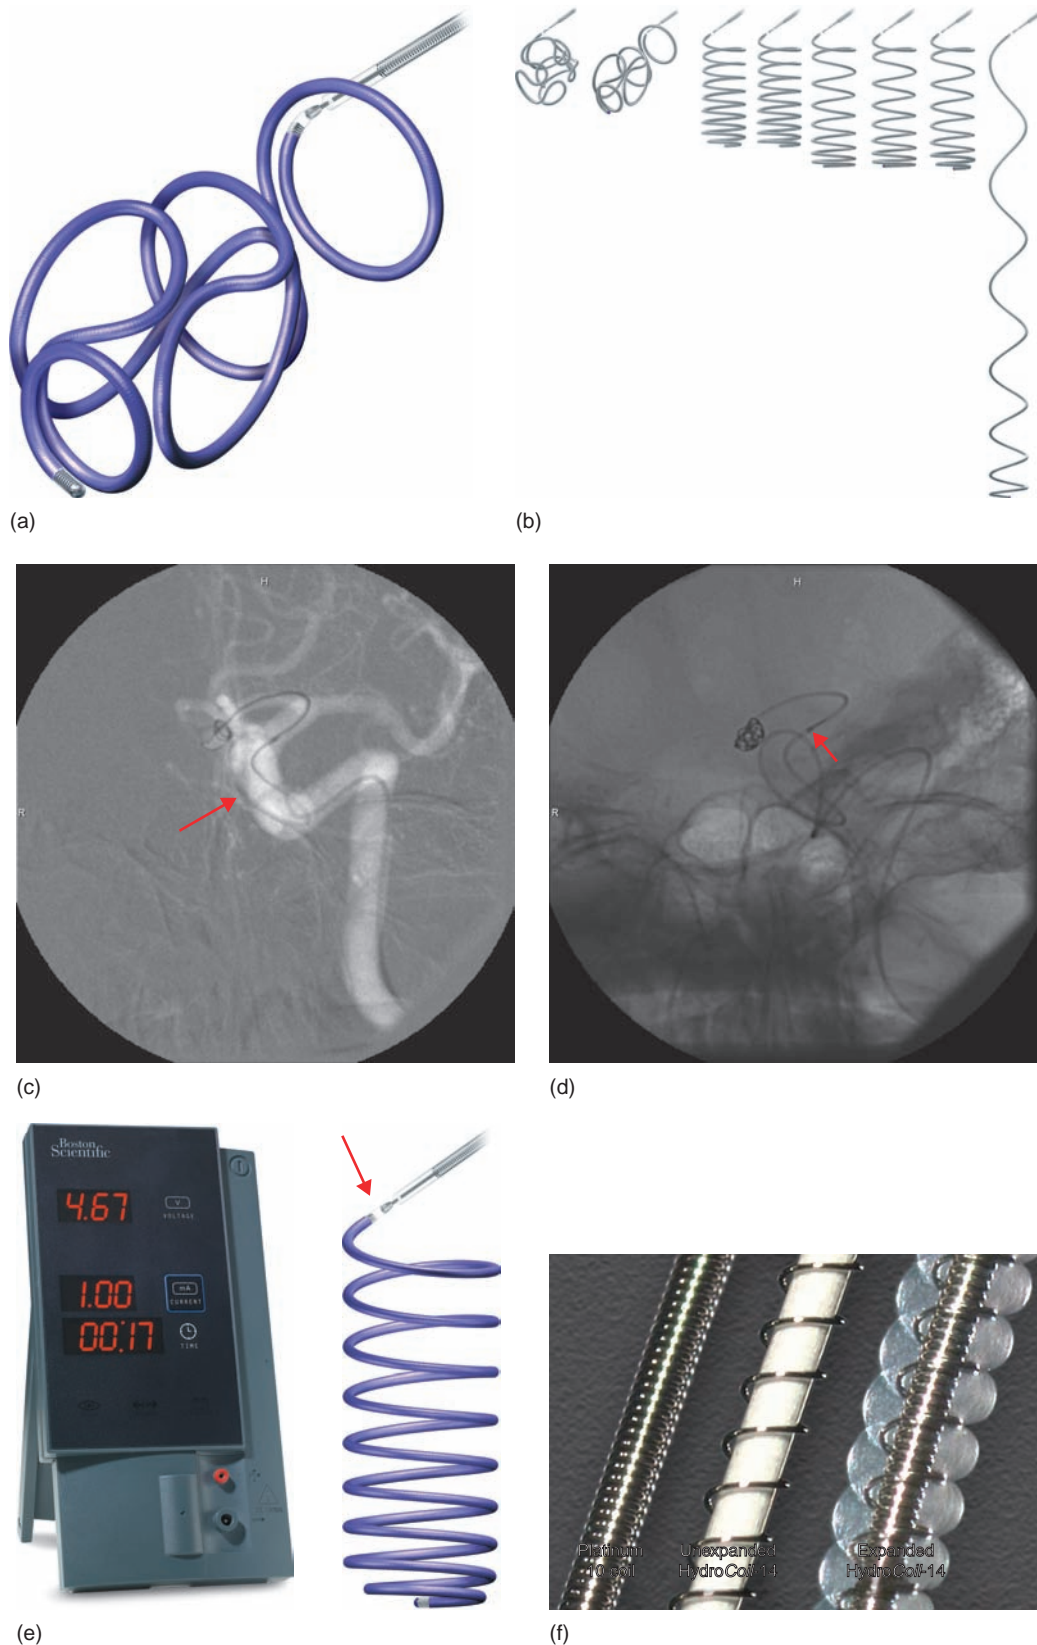 (a)
(b)
H
R
H
R
(c)
(d)
Boston
Scientific
4.67
V
VOLTAGE
1.00
mA
CURRENT
00:17
TIME
Platinum
10-coil
Unexpanded
HydroCoil-14
Expanded
HydroCoil-14
(e)
(f)